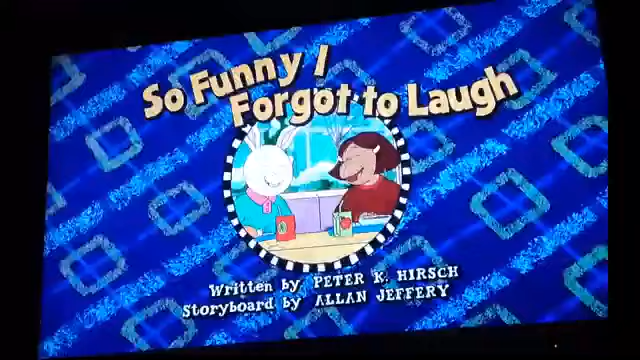 So Funny I
Forgot to Laugh
Written by PETER K. HIRSCH
Storyboard by ALLAN JEFFERY